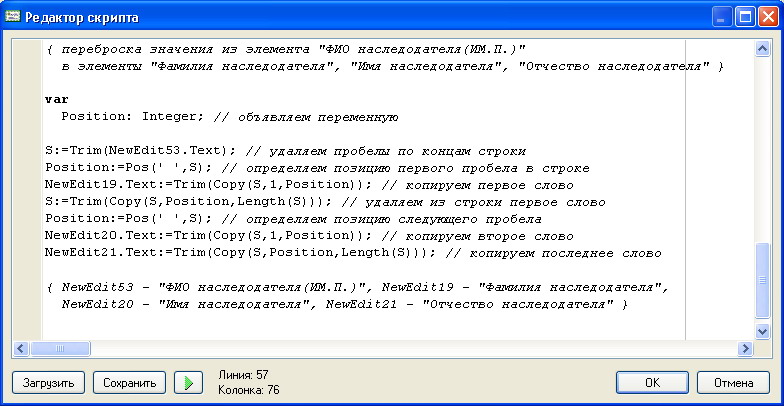 Редактор скрипта
{ переброска значения из элемента "ФИО наследодателя(ИМ.П.)"
в элементы "Фамилия наследодателя", "Имя наследодателя", "Отчество наследодателя" }
var
Position: Integer; // объявляем переменную
S:=Trim(NewEdit53.Text); // удаляем пробелы по концам строки
Position:=Pos(' ',S); // определяем позицию первого пробела в строке
NewEdit19.Text:=Trim(Copy(S,1,Position)); // копируем первое слово
S:=Trim(Copy(S,Position,Length(S))); // удаляем из строки первое слово
Position:=Pos(' ',S); // определяем позицию следующего пробела
NewEdit20.Text:=Trim(Copy(S,1,Position)); // копируем второе слово
NewEdit21.Text:=Trim(Copy(S,Position,Length(S))); // копируем последнее слово
{ NewEdit53 - "ФИО наследодателя(ИМ.П.)", NewEdit19 - "Фамилия наследодателя",
NewEdit20 - "Имя наследодателя", NewEdit21 - "Отчество наследодателя" }
Загрузить Сохранить Линия: 57
Колонка: 76
OK Отмена